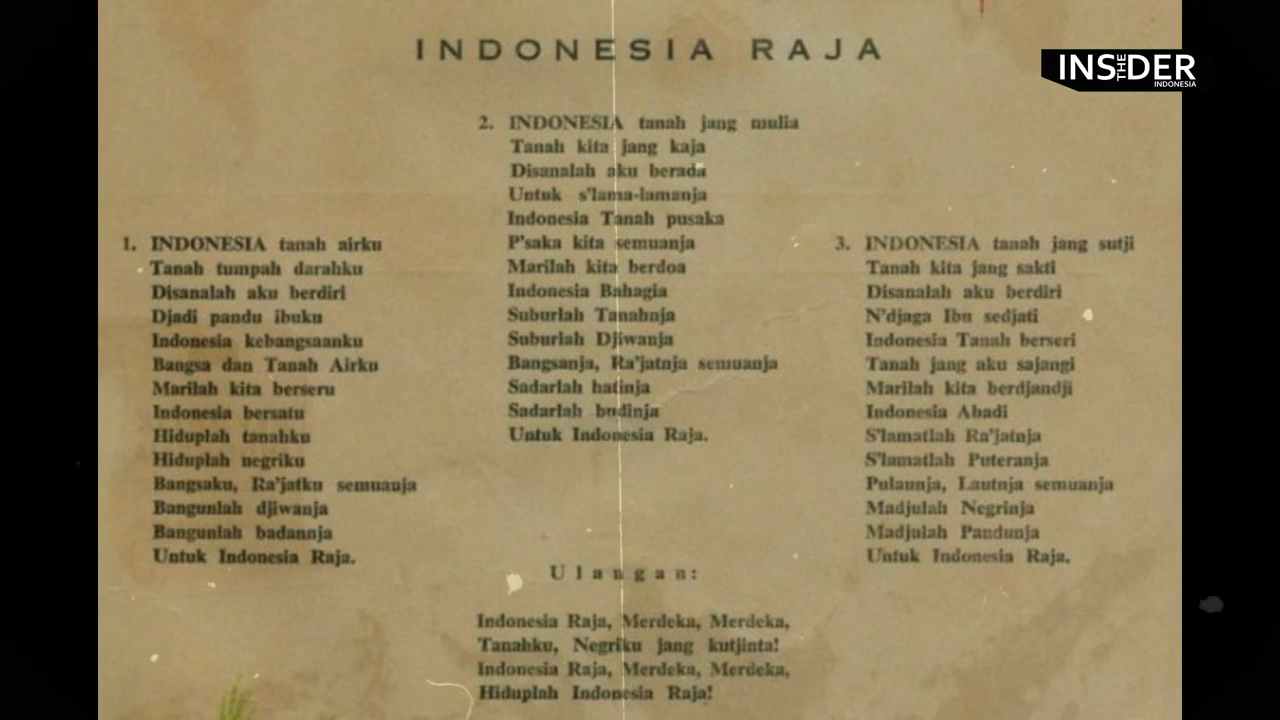 INDONESIA RAJA
INSIDER
THE
INDONESIA
1. INDONESIA tanah airku
Tanah tumpah darahku
Disanalah aku berdiri
Djadi pandu ibuku
Indonesia kebangsaanku
Bangsa dan Tanah Airku
Marilah kita berseru
Indonesia bersatu
Hiduplah tanahku
Hiduplah negriku
Bangsaku, Ra'jatku semuanja
Bangunlah djiwanja
Bangunlah badannja
Untuk Indonesia Raja.
2. INDONESIA tanah jang mulia
Tanah kita jang kaja
Disanalah aku berada
Untuk s'lama-lamanja
Indonesia Tanah pusaka
P'saka kita semuanja
Marilah kita berdoa
Indonesia Bahagia
Suburlah Tanahnja
Suburlah Djiwanja
Bangsanja, Ra'jatnja semuanja
Sadarlah hatinja
Sadarlah budinja
Untuk Indonesia Raja.
3. INDONESIA tanah jang sutji
Tanah kita jang sakti
Disanalah aku berdiri
N'djaga Ibu sedjati
Indonesia Tanah berseri
Tanah jang aku sajangi
Marilah kita berdjandji
Indonesia Abadi
S'lamatlah Ra'jatnja
S'lamatlah Puteranja
Pulaunja, Lautnja semuanja
Madjulah Negrinja
Madjulah Pandunja
Untuk Indonesia Raja.
Ulangan:
Indonesia Raja, Merdeka, Merdeka,
Tanahku, Negriku jang kutjinta!
Indonesia Raja, Merdeka, Merdeka,
Hiduplah Indonesia Raja!